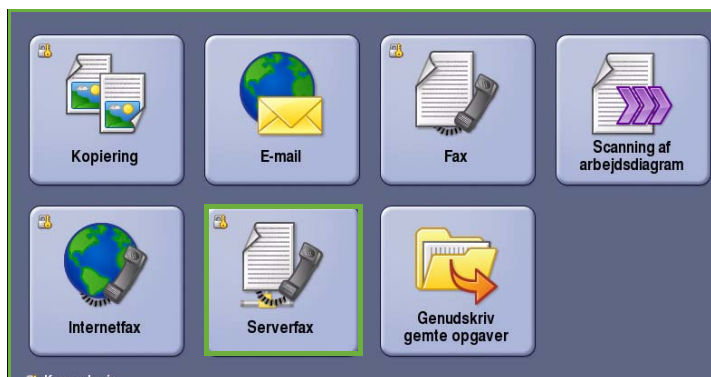 Kopiering
E-mail
Fax
Scanning af
arbejdsdiagram
Internetfax
Serverfax
Genudskriv
gemte opgaver